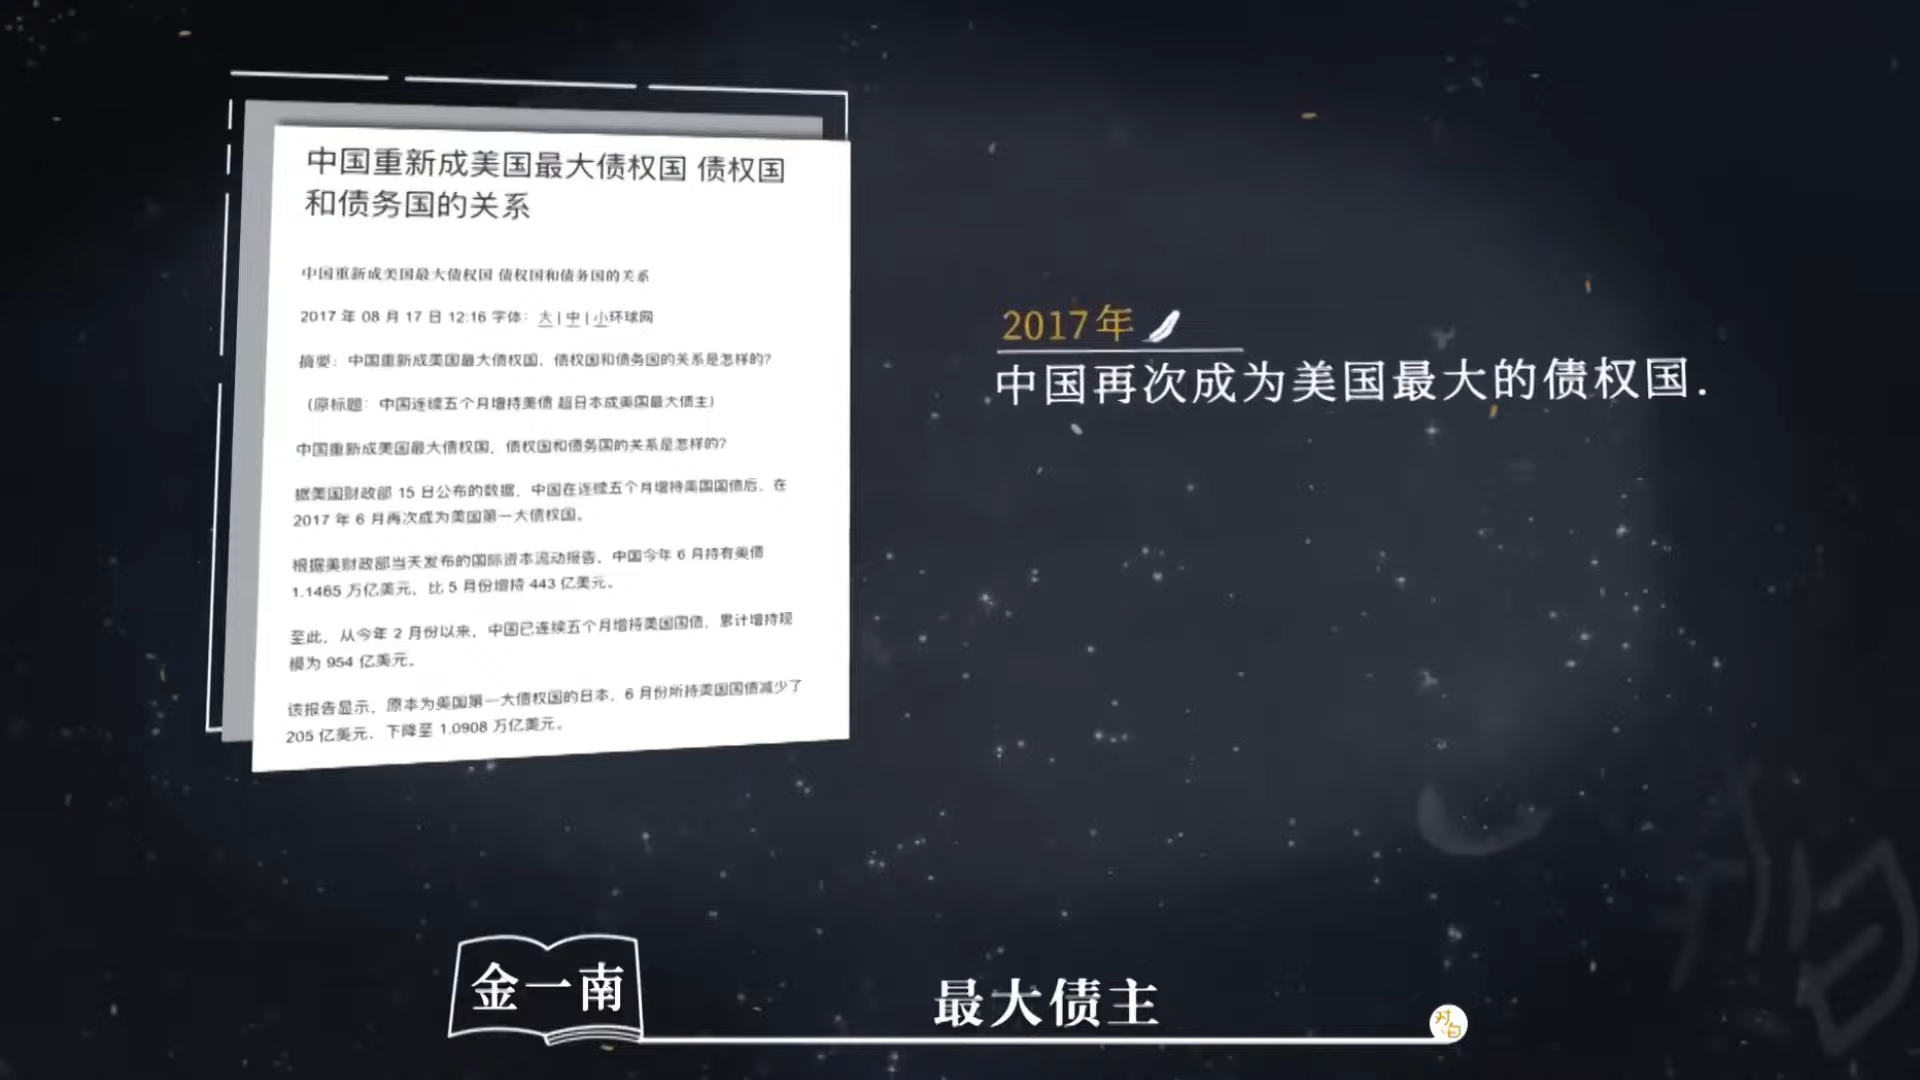 中国重新成美国最大债权国 债权国
和债务国的关系
中国重新成美国最大债权国 债权国和债务国的关系
2017 年 08 月 17 日 12:16 字体：大 | 中 | 小环球网
摘要：中国重新成美国最大债权国，债权国和债务国的关系是怎样的？
（原标题：中国连续五个月增持美债 超日本成美国最大债主）
中国重新成美国最大债权国，债权国和债务国的关系是怎样的？
据美国财政部 15 日公布的数据，中国在连续五个月增持美国国债后，在
2017 年 6 月再次成为美国第一大债权国。
根据美财政部当天发布的国际资本流动报告，中国今年 6 月持有美债
1.1465 万亿美元，比 5 月份增持 443 亿美元。
至此，从今年 2 月份以来，中国已连续五个月增持美国国债，累计增持规
模为 954 亿美元。
该报告显示，原本为美国第一大债权国的日本，6 月份所持美国国债减少了
205 亿美元，下降至 1.0908 万亿美元。
2017年
中国再次成为美国最大的债权国.
金一南
最大债主
对白